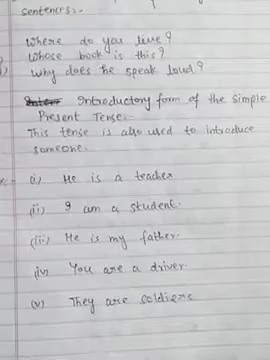 sentences:-
Where do you live?
Whose book is this?
Why does he speak loud?
Introductory form of the simple
Present Tense:-
This tense is also used to introduce
someone.
(i) He is a teacher
(ii) I am a student.
(iii) He is my father.
(iv) You are a driver
(v) They are soldiers